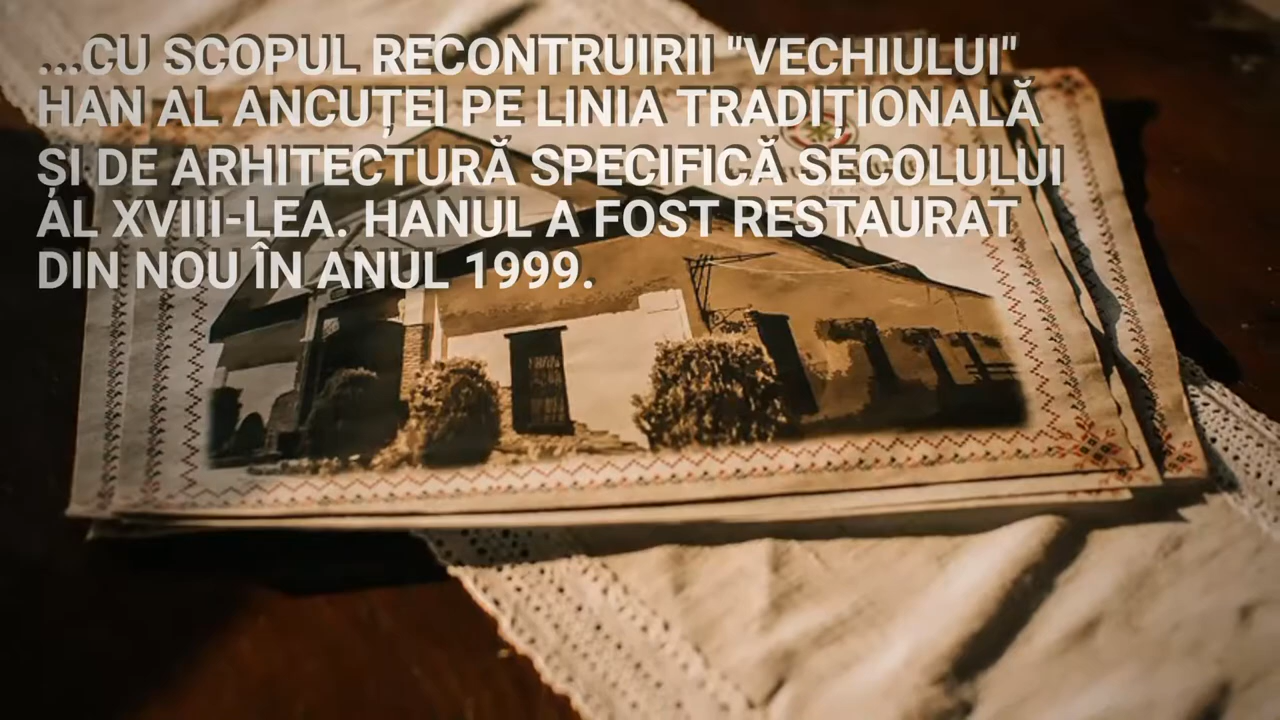 ...CU SCOPUL RECONTRUIRII "VECHIULUI"
HAN AL ANCUȚEI PE LINIA TRADIȚIONALĂ
ȘI DE ARHITECTURĂ SPECIFICĂ SECOLULUI
AL XVIII-LEA. HANUL A FOST RESTAURAT
DIN NOU ÎN ANUL 1999.